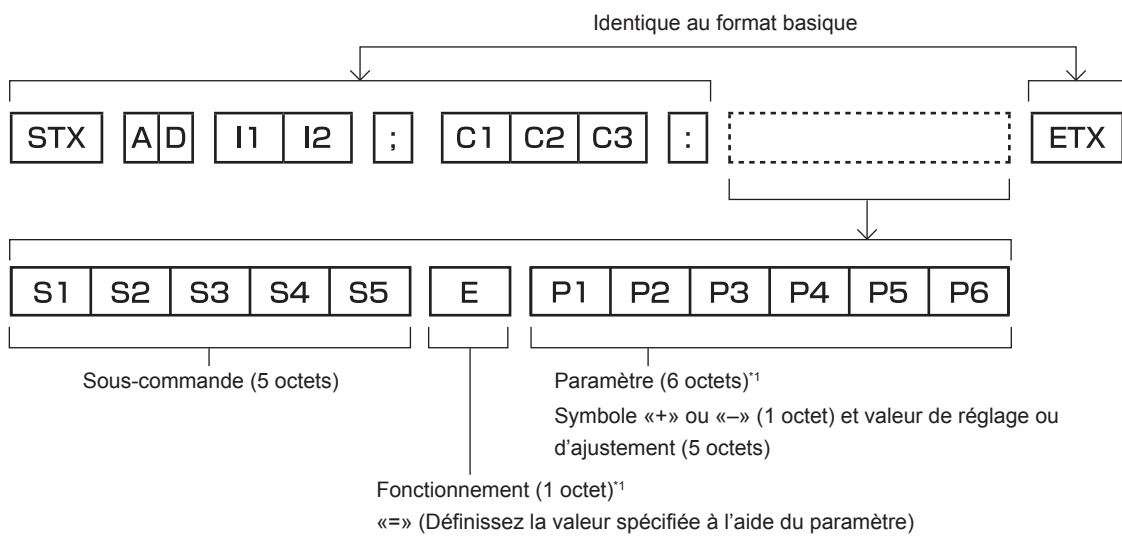 Identique au format basique
STX A D I1 I2 ; C1 C2 C3 : ETX
S1 S2 S3 S4 S5 E P1 P2 P3 P4 P5 P6
Sous-commande (5 octets)
Paramètre (6 octets)*1
Symbole «+» ou «–» (1 octet) et valeur de réglage ou
d’ajustement (5 octets)
Fonctionnement (1 octet)*1
«=» (Définissez la valeur spécifiée à l’aide du paramètre)